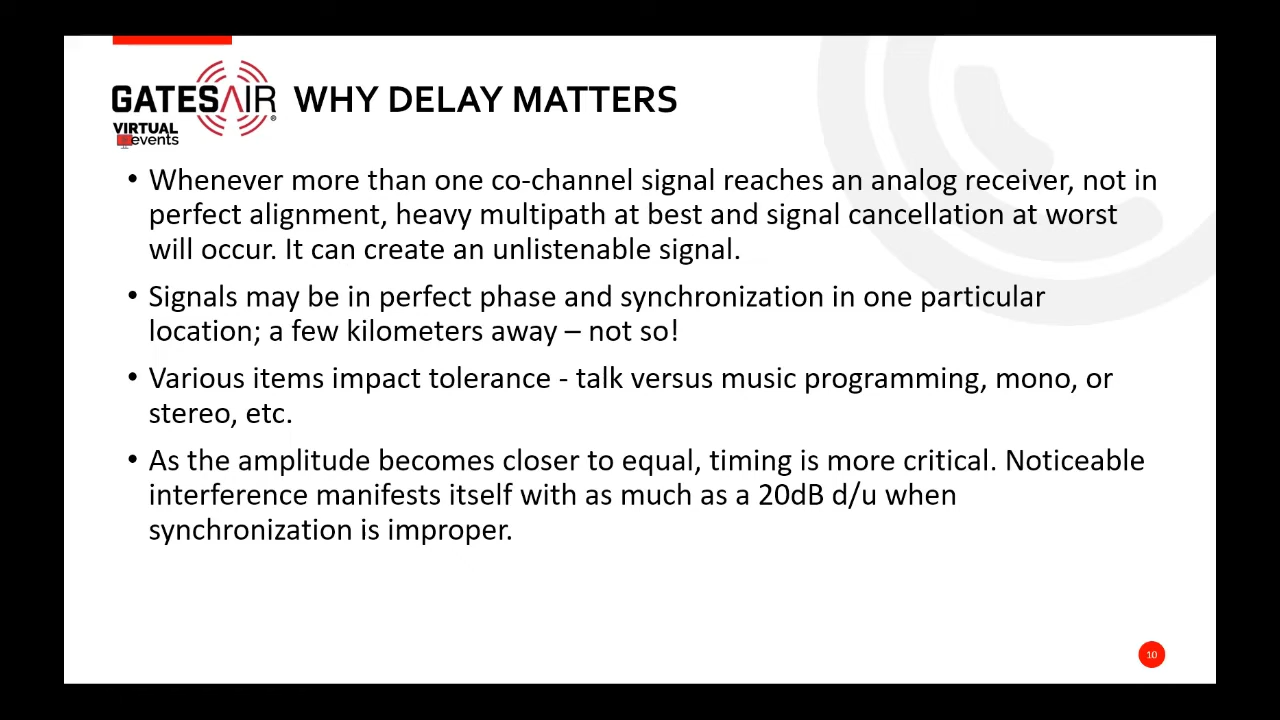 GATESAIR® WHY DELAY MATTERS
VIRTUAL
events
• Whenever more than one co-channel signal reaches an analog receiver, not in
perfect alignment, heavy multipath at best and signal cancellation at worst
will occur. It can create an unlistenable signal.
• Signals may be in perfect phase and synchronization in one particular
location; a few kilometers away – not so!
• Various items impact tolerance - talk versus music programming, mono, or
stereo, etc.
• As the amplitude becomes closer to equal, timing is more critical. Noticeable
interference manifests itself with as much as a 20dB d/u when
synchronization is improper.
10